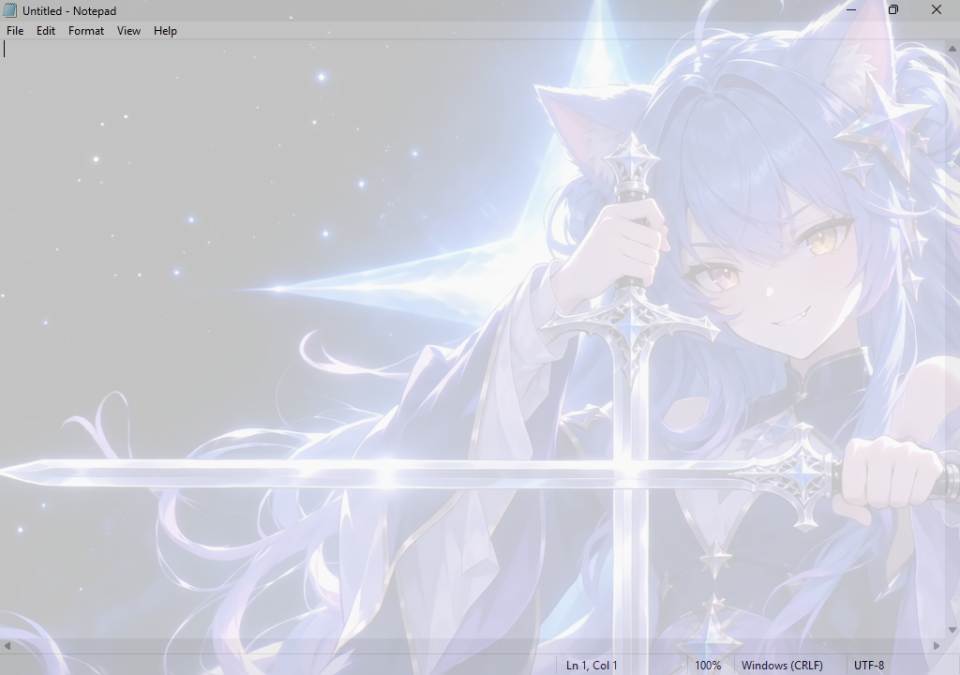 Untitled - Notepad
File Edit Format View Help
Ln 1, Col 1 100% Windows (CRLF) UTF-8